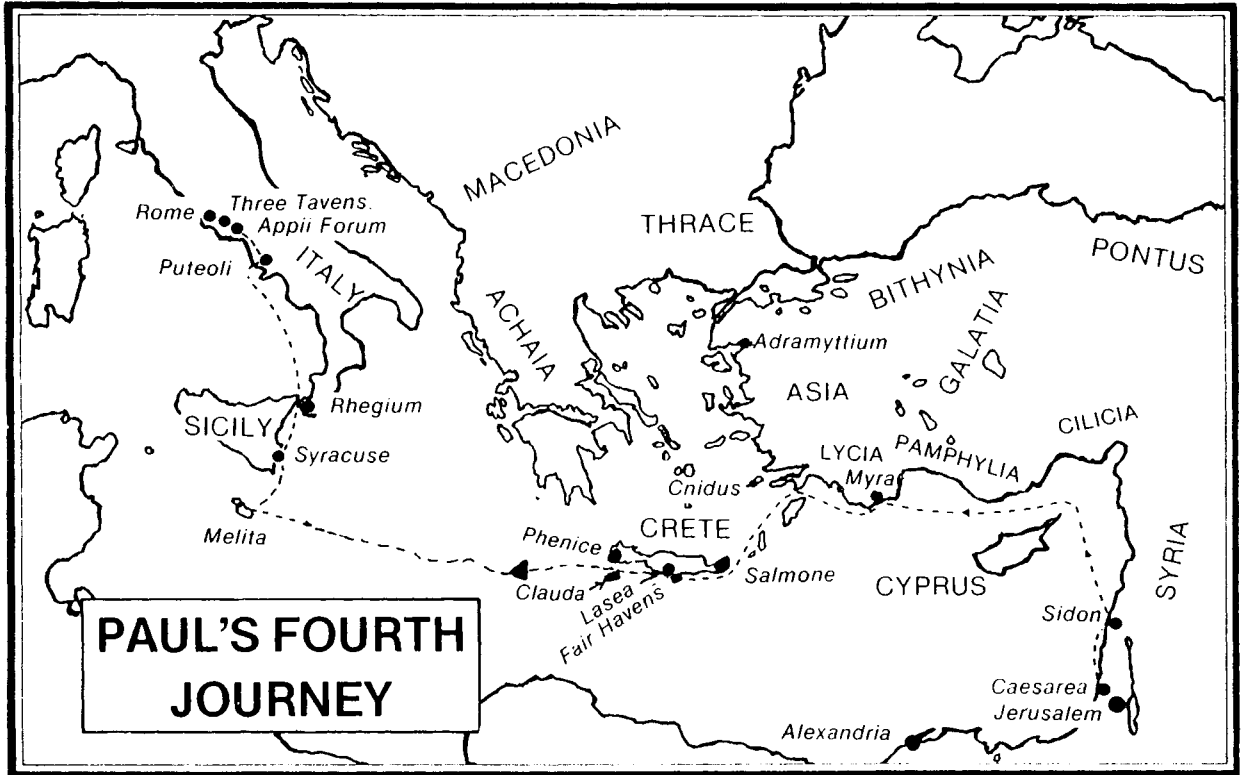 MACEDONIA
THRACE
Rome
Three Tavens.
Appii Forum
PONTUS
Puteoli
ITALY
BITHYNIA
ACHAIA
GALATIA
Adramyttium
ASIA
Rhegium
SICILY
CILICIA
Syracuse
LYCIA
PAMPHYLIA
Myra
Cnidus
CRETE
Melita
Phenice
SYRIA
Clauda
Lasea
Fair Havens
Salmone
CYPRUS
Sidon
PAUL'S FOURTH
JOURNEY
Caesarea
Jerusalem
Alexandria